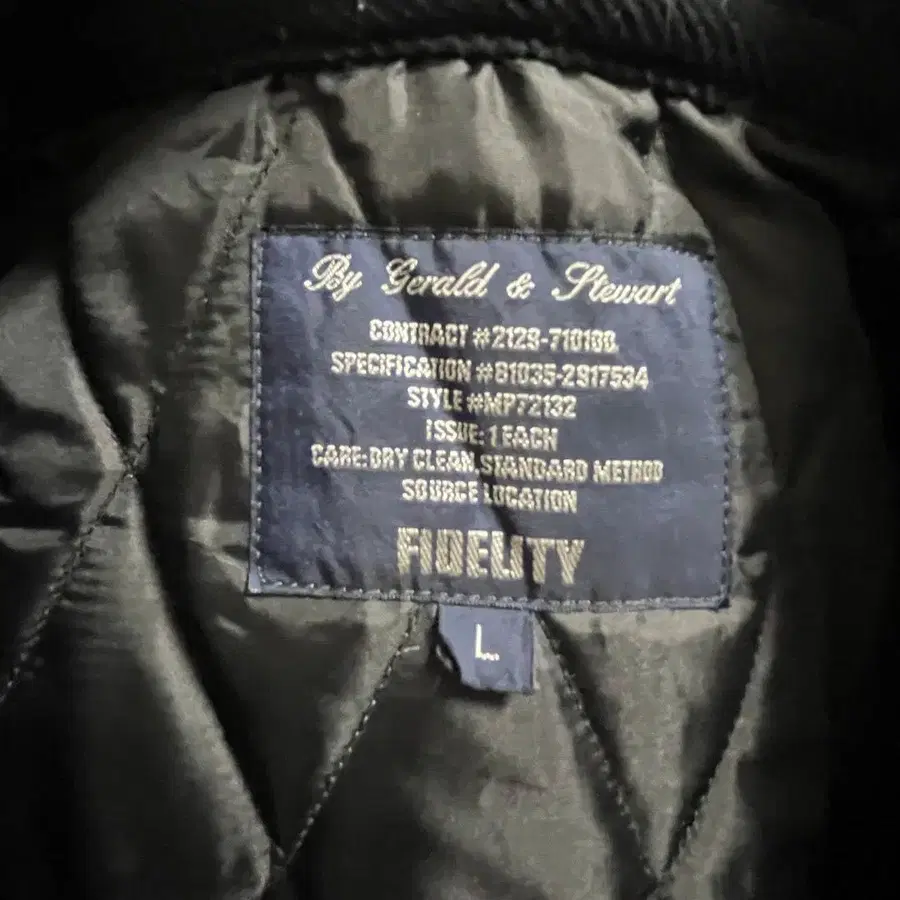 By Gerald & Stewart
CONTRACT #2129-710100
SPECIFICATION #81035-2917534
STYLE #MP72132
ISSUE: 1 EACH
CARE: DRY CLEAN. STANDARD METHOD
SOURCE LOCATION
FIDELITY
L